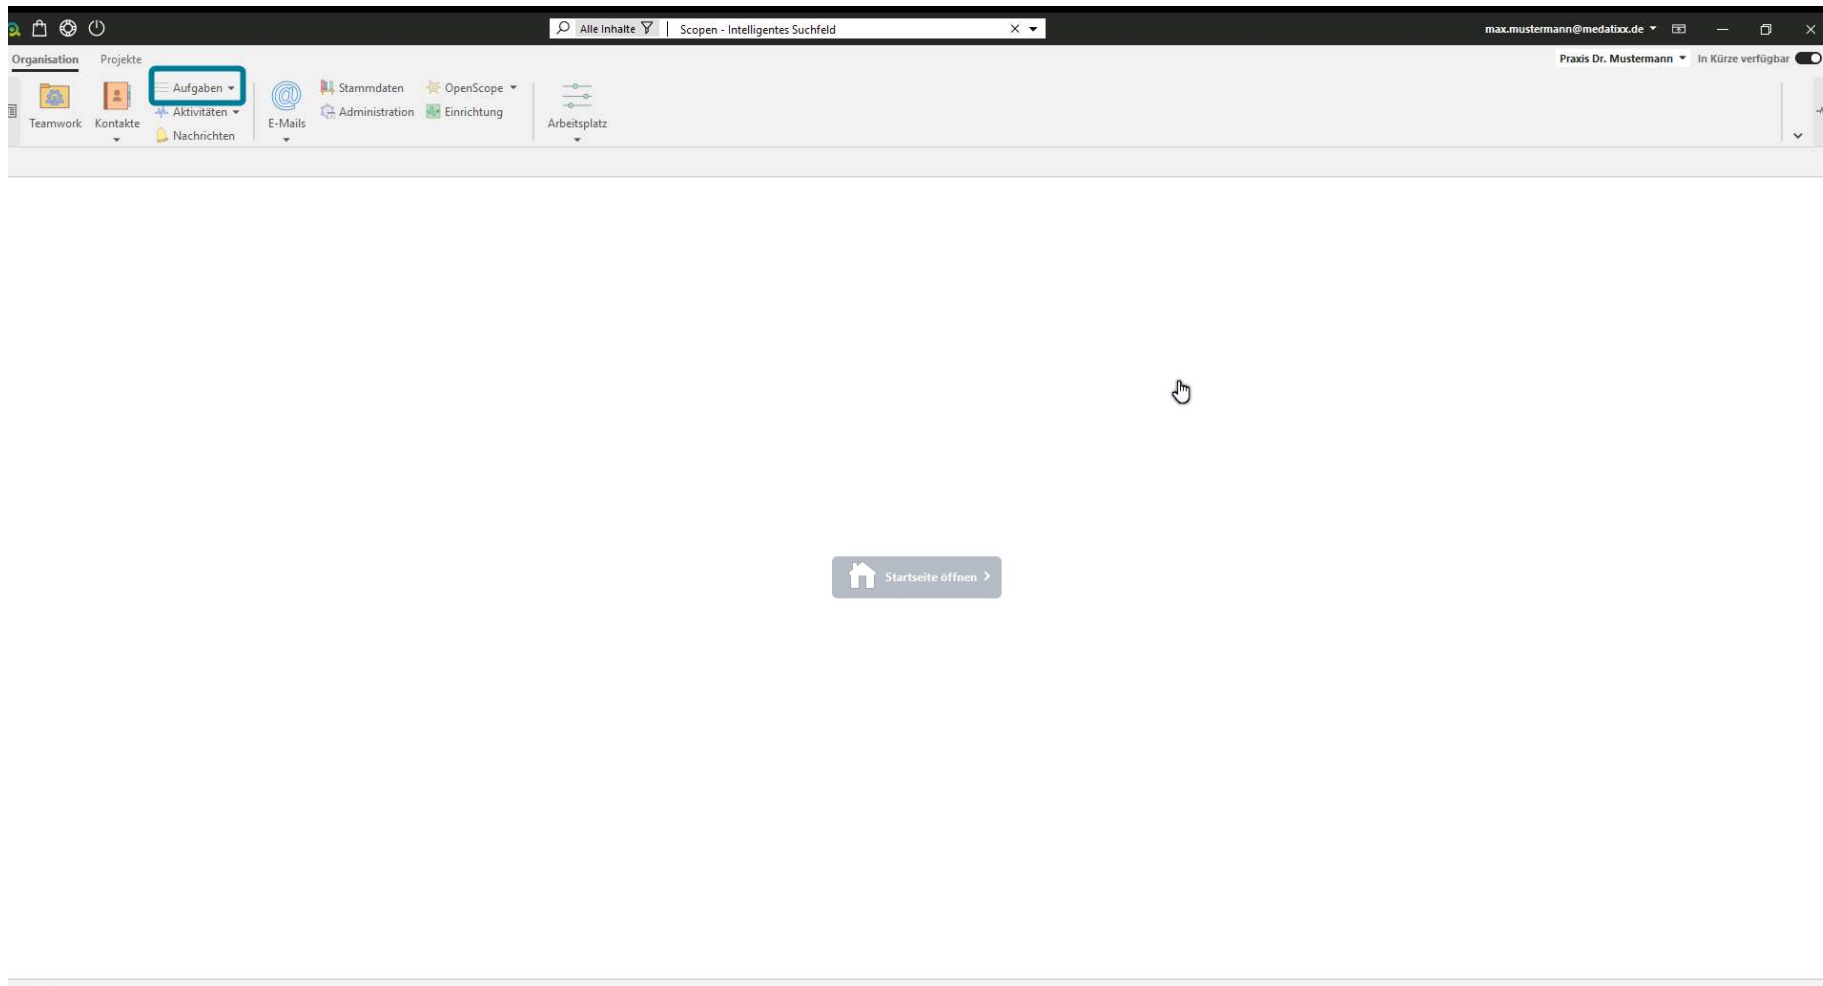 Alle Inhalte Scopen - Intelligentes Suchfeld max.mustermann@medatixx.de
Organisation Projekte Praxis Dr. Mustermann In Kürze verfügbar
Aufgaben Stammdaten OpenScope
Aktivitäten Administration Einrichtung
Teamwork Kontakte E-Mails Arbeitsplatz
Nachrichten
Startseite öffnen